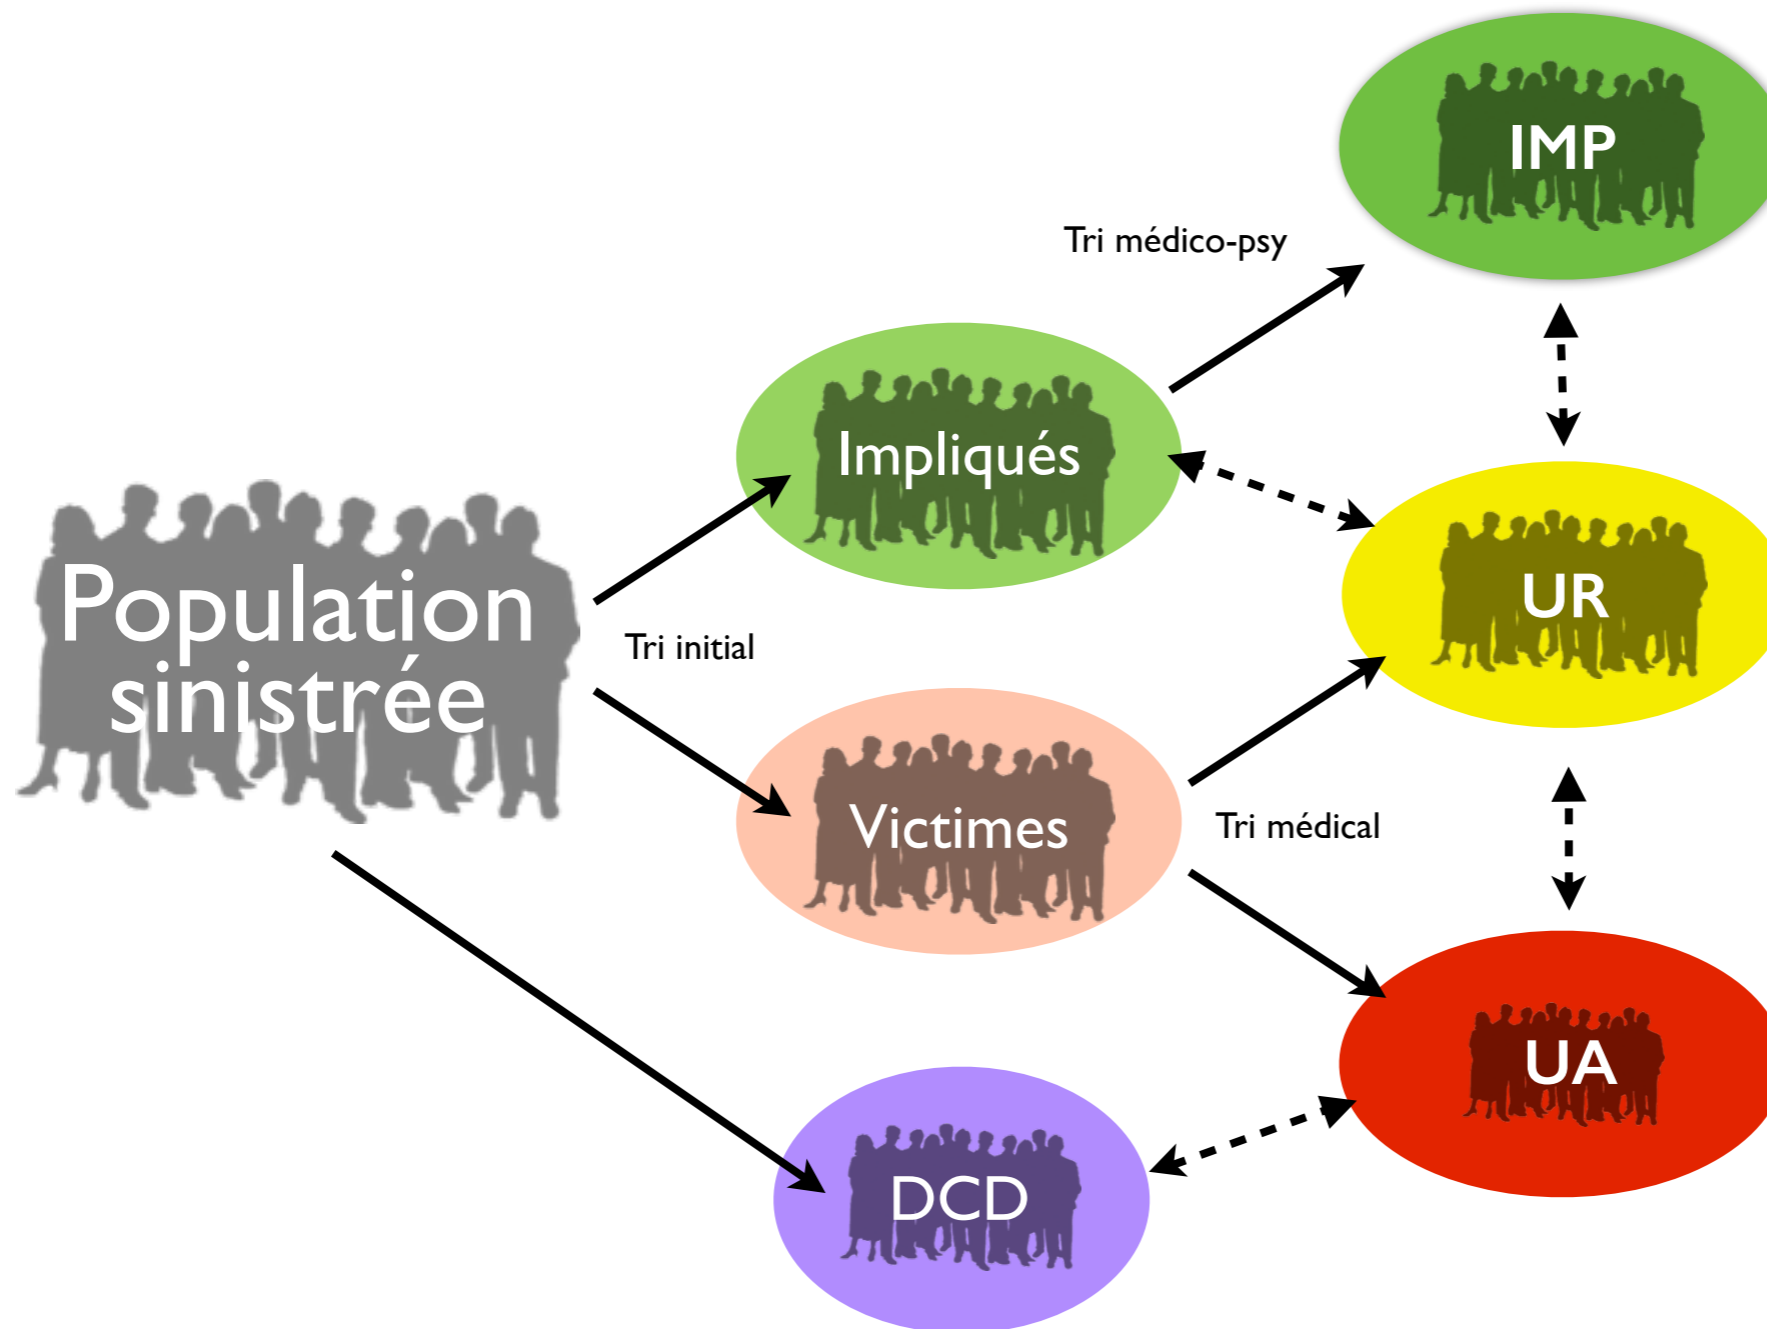 Population
sinistrée
Tri initial
Impliqués
Victimes
DCD
Tri médico-psy
Tri médical
IMP
UR
UA